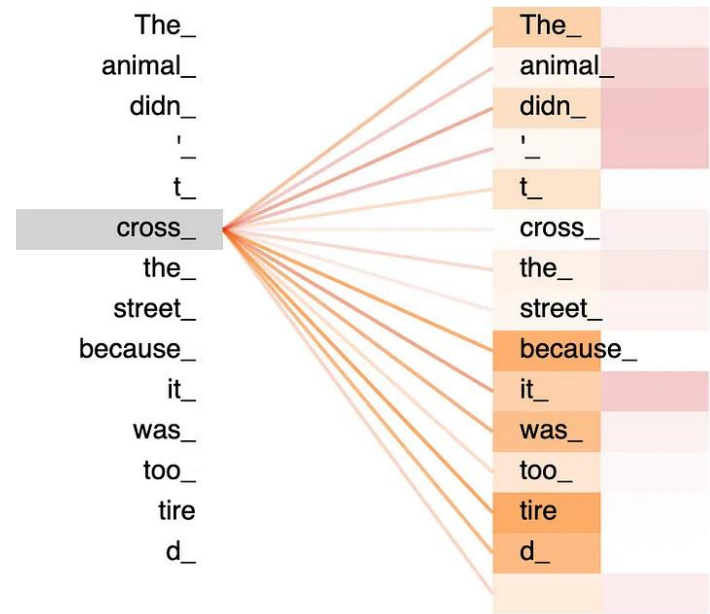 The_ The_
animal_ animal_
didn_ didn_
'_ '_
t_ t_
cross_ cross_
the_ the_
street_ street_
because_ because_
it_ it_
was_ was_
too_ too_
tire tire
d_ d_